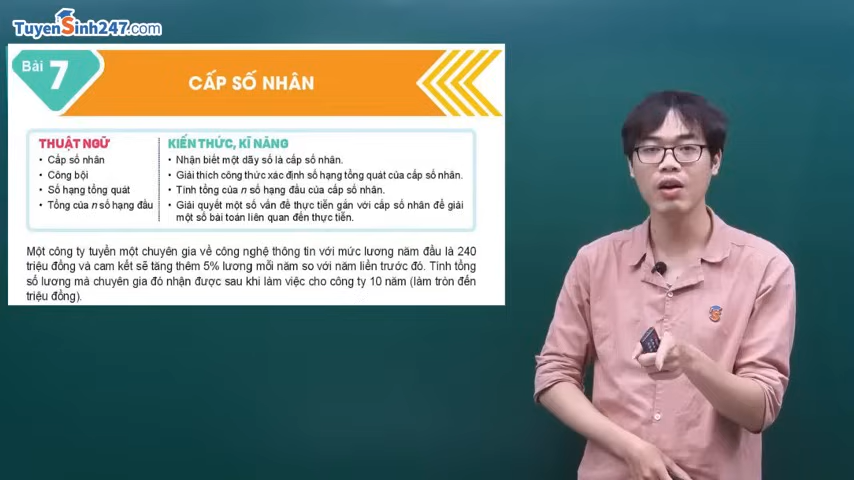 TuyenSinh247.com
Bài 7
CẤP SỐ NHÂN
THUẬT NGỮ
• Cấp số nhân
• Công bội
• Số hạng tổng quát
• Tổng của n số hạng đầu
KIẾN THỨC, KĨ NĂNG
• Nhận biết một dãy số là cấp số nhân.
• Giải thích công thức xác định số hạng tổng quát của cấp số nhân.
• Tính tổng của n số hạng đầu của cấp số nhân.
• Giải quyết một số vấn đề thực tiễn gắn với cấp số nhân để giải
một số bài toán liên quan đến thực tiễn.
Một công ty tuyển một chuyên gia về công nghệ thông tin với mức lương năm đầu là 240
triệu đồng và cam kết sẽ tăng thêm 5% lương mỗi năm so với năm liền trước đó. Tính tổng
số lương mà chuyên gia đó nhận được sau khi làm việc cho công ty 10 năm (làm tròn đến
triệu đồng).